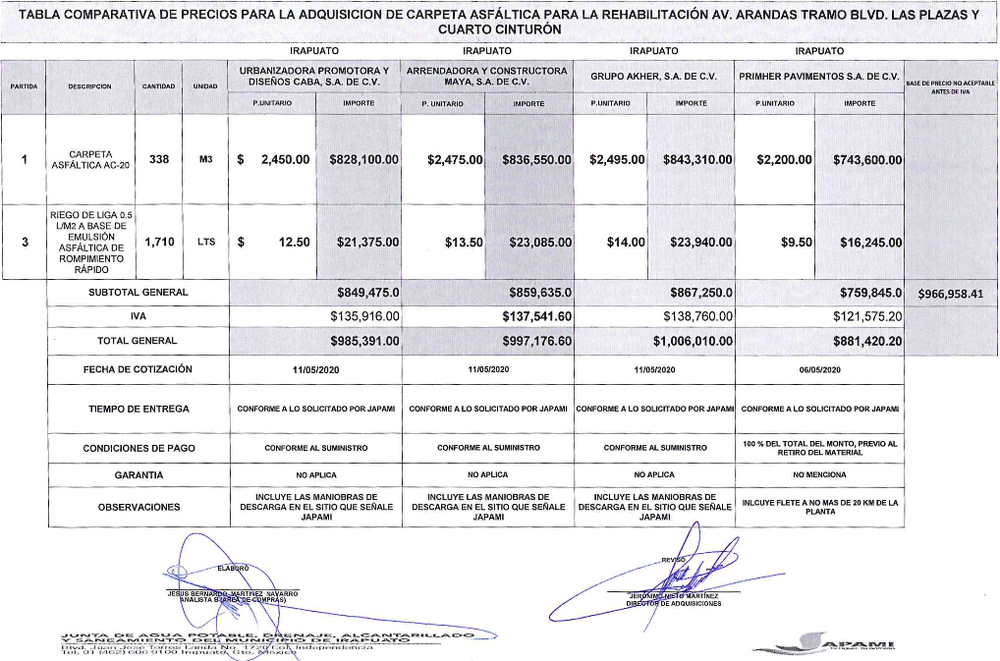 TABLA COMPARATIVA DE PRECIOS PARA LA ADQUISICION DE CARPETA ASFÁLTICA PARA LA REHABILITACIÓN AV. ARANDAS TRAMO BLVD. LAS PLAZAS Y
CUARTO CINTURÓN
IRAPUATO IRAPUATO IRAPUATO IRAPUATO
PARTIDA DESCRIPCION CANTIDAD UNIDAD URBANIZADORA PROMOTORA Y DISEÑOS CABA, S.A. DE C.V. ARRENDADORA Y CONSTRUCTORA MAYA, S.A. DE C.V. GRUPO AKHER, S.A. DE C.V. PRIMHER PAVIMENTOS S.A. DE C.V. BASE DE PRECIO NO ACEPTABLE ANTES DE IVA
P.UNITARIO IMPORTE P. UNITARIO IMPORTE P.UNITARIO IMPORTE P.UNITARIO IMPORTE
1 CARPETA ASFÁLTICA AC-20 338 M3 $ 2,450.00 $828,100.00 $2,475.00 $836,550.00 $2,495.00 $843,310.00 $2,200.00 $743,600.00
3 RIEGO DE LIGA 0.5 L/M2 A BASE DE EMULSIÓN ASFÁLTICA DE ROMPIMIENTO RÁPIDO 1,710 LTS $ 12.50 $21,375.00 $13.50 $23,085.00 $14.00 $23,940.00 $9.50 $16,245.00
SUBTOTAL GENERAL $849,475.0 $859,635.0 $867,250.0 $759,845.0 $966,958.41
IVA $135,916.00 $137,541.60 $138,760.00 $121,575.20
TOTAL GENERAL $985,391.00 $997,176.60 $1,006,010.00 $881,420.20
FECHA DE COTIZACIÓN 11/05/2020 11/05/2020 11/05/2020 06/05/2020
TIEMPO DE ENTREGA CONFORME A LO SOLICITADO POR JAPAMI CONFORME A LO SOLICITADO POR JAPAMI CONFORME A LO SOLICITADO POR JAPAMI CONFORME A LO SOLICITADO POR JAPAMI
CONDICIONES DE PAGO CONFORME AL SUMINISTRO CONFORME AL SUMINISTRO CONFORME AL SUMINISTRO 100 % DEL TOTAL DEL MONTO, PREVIO AL RETIRO DEL MATERIAL
GARANTIA NO APLICA NO APLICA NO APLICA NO MENCIONA
OBSERVACIONES INCLUYE LAS MANIOBRAS DE DESCARGA EN EL SITIO QUE SEÑALE JAPAMI INCLUYE LAS MANIOBRAS DE DESCARGA EN EL SITIO QUE SEÑALE JAPAMI INCLUYE LAS MANIOBRAS DE DESCARGA EN EL SITIO QUE SEÑALE JAPAMI INLCUYE FLETE A NO MAS DE 20 KM DE LA PLANTA
ELABORÓ REVISÓ
JESUS BERNARDO MARTINEZ NAVARRO JERONIMO NIETO MARTÍNEZ
ANALISTA B (AREA DE COMPRAS) DIRECTOR DE ADQUISICIONES
JUNTA DE AGUA POTABLE, DRENAJE, ALCANTARILLADO
Y SANEAMIENTO DEL MUNICIPIO DE IRAPUATO
Blvd. Juan José Torres Landa No. 1720 Col. Independencia
Tel. 01 (462) 606 9100 Irapuato, Gto. México
JAPAMI